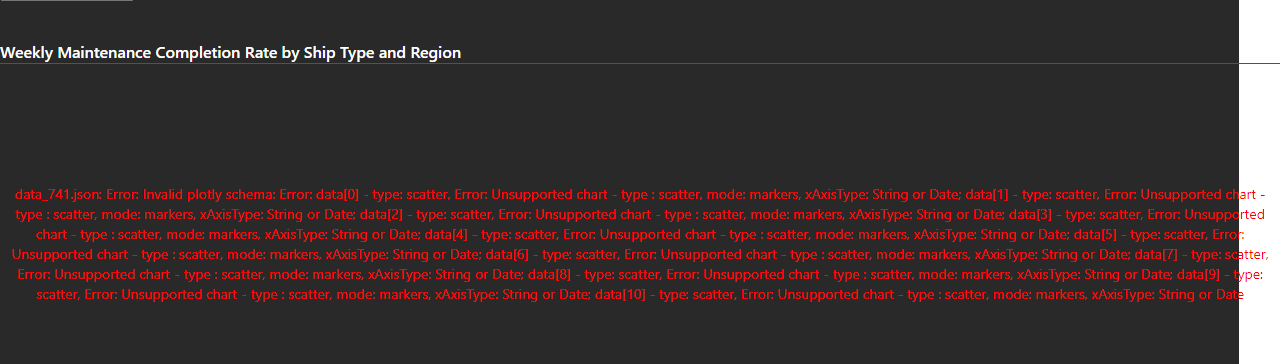 Weekly Maintenance Completion Rate by Ship Type and Region
data_741.json: Error: Invalid plotly schema: Error: data[0] - type: scatter, Error: Unsupported chart - type : scatter, mode: markers, xAxisType: String or Date; data[1] - type: scatter, Error: Unsupported chart -
type : scatter, mode: markers, xAxisType: String or Date; data[2] - type: scatter, Error: Unsupported chart - type : scatter, mode: markers, xAxisType: String or Date; data[3] - type: scatter, Error: Unsupported
chart - type : scatter, mode: markers, xAxisType: String or Date; data[4] - type: scatter, Error: Unsupported chart - type : scatter, mode: markers, xAxisType: String or Date; data[5] - type: scatter, Error:
Unsupported chart - type : scatter, mode: markers, xAxisType: String or Date; data[6] - type: scatter, Error: Unsupported chart - type : scatter, mode: markers, xAxisType: String or Date; data[7] - type: scatter,
Error: Unsupported chart - type : scatter, mode: markers, xAxisType: String or Date; data[8] - type: scatter, Error: Unsupported chart - type : scatter, mode: markers, xAxisType: String or Date; data[9] - type:
scatter, Error: Unsupported chart - type : scatter, mode: markers, xAxisType: String or Date; data[10] - type: scatter, Error: Unsupported chart - type : scatter, mode: markers, xAxisType: String or Date